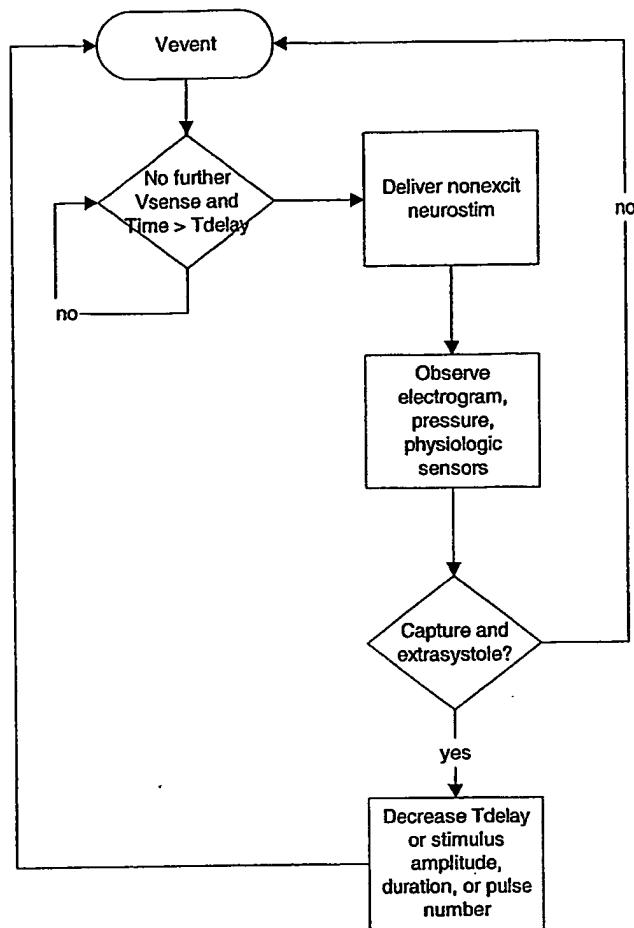 Vevent
No further
Vsense and
Time > Tdelay
no
Deliver nonexcit
neurostim
no
Observe
electrogram,
pressure,
physiologic
sensors
Capture and
extrasystole?
yes
Decrease Tdelay
or stimulus
amplitude,
duration, or pulse
number